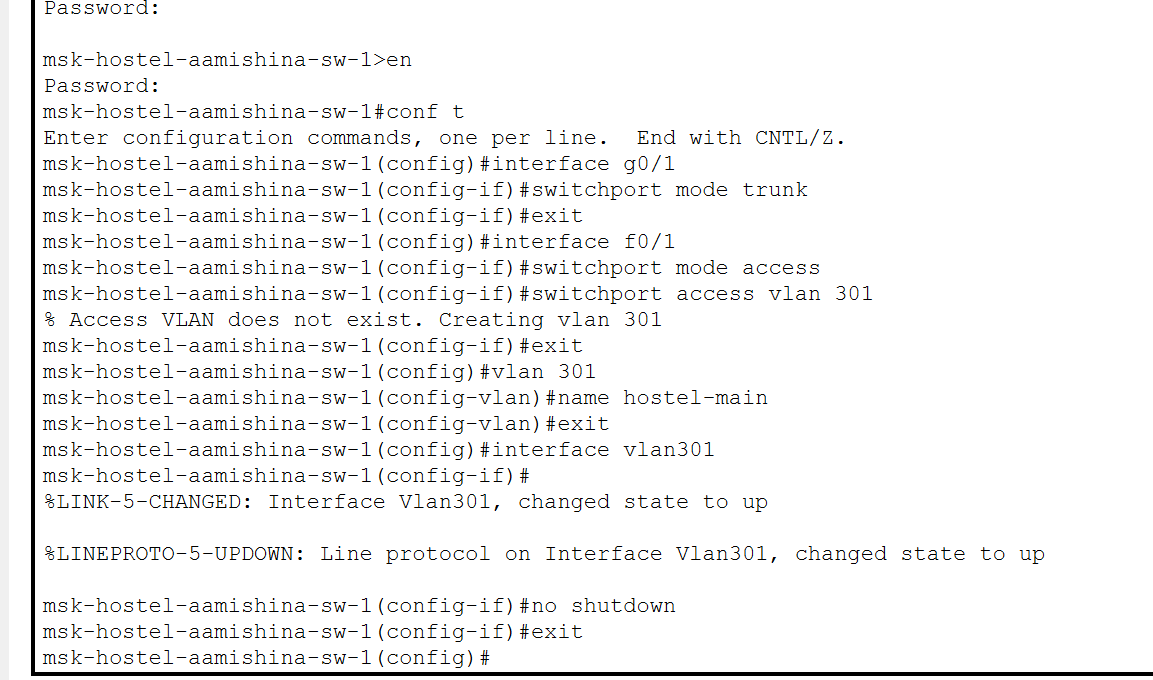 Password:
msk-hostel-aamishina-sw-1>en
Password:
msk-hostel-aamishina-sw-1#conf t
Enter configuration commands, one per line.  End with CNTL/Z.
msk-hostel-aamishina-sw-1(config)#interface g0/1
msk-hostel-aamishina-sw-1(config-if)#switchport mode trunk
msk-hostel-aamishina-sw-1(config-if)#exit
msk-hostel-aamishina-sw-1(config)#interface f0/1
msk-hostel-aamishina-sw-1(config-if)#switchport mode access
msk-hostel-aamishina-sw-1(config-if)#switchport access vlan 301
% Access VLAN does not exist. Creating vlan 301
msk-hostel-aamishina-sw-1(config-if)#exit
msk-hostel-aamishina-sw-1(config)#vlan 301
msk-hostel-aamishina-sw-1(config-vlan)#name hostel-main
msk-hostel-aamishina-sw-1(config-vlan)#exit
msk-hostel-aamishina-sw-1(config)#interface vlan301
msk-hostel-aamishina-sw-1(config-if)#
%LINK-5-CHANGED: Interface Vlan301, changed state to up
%LINEPROTO-5-UPDOWN: Line protocol on Interface Vlan301, changed state to up
msk-hostel-aamishina-sw-1(config-if)#no shutdown
msk-hostel-aamishina-sw-1(config-if)#exit
msk-hostel-aamishina-sw-1(config)#